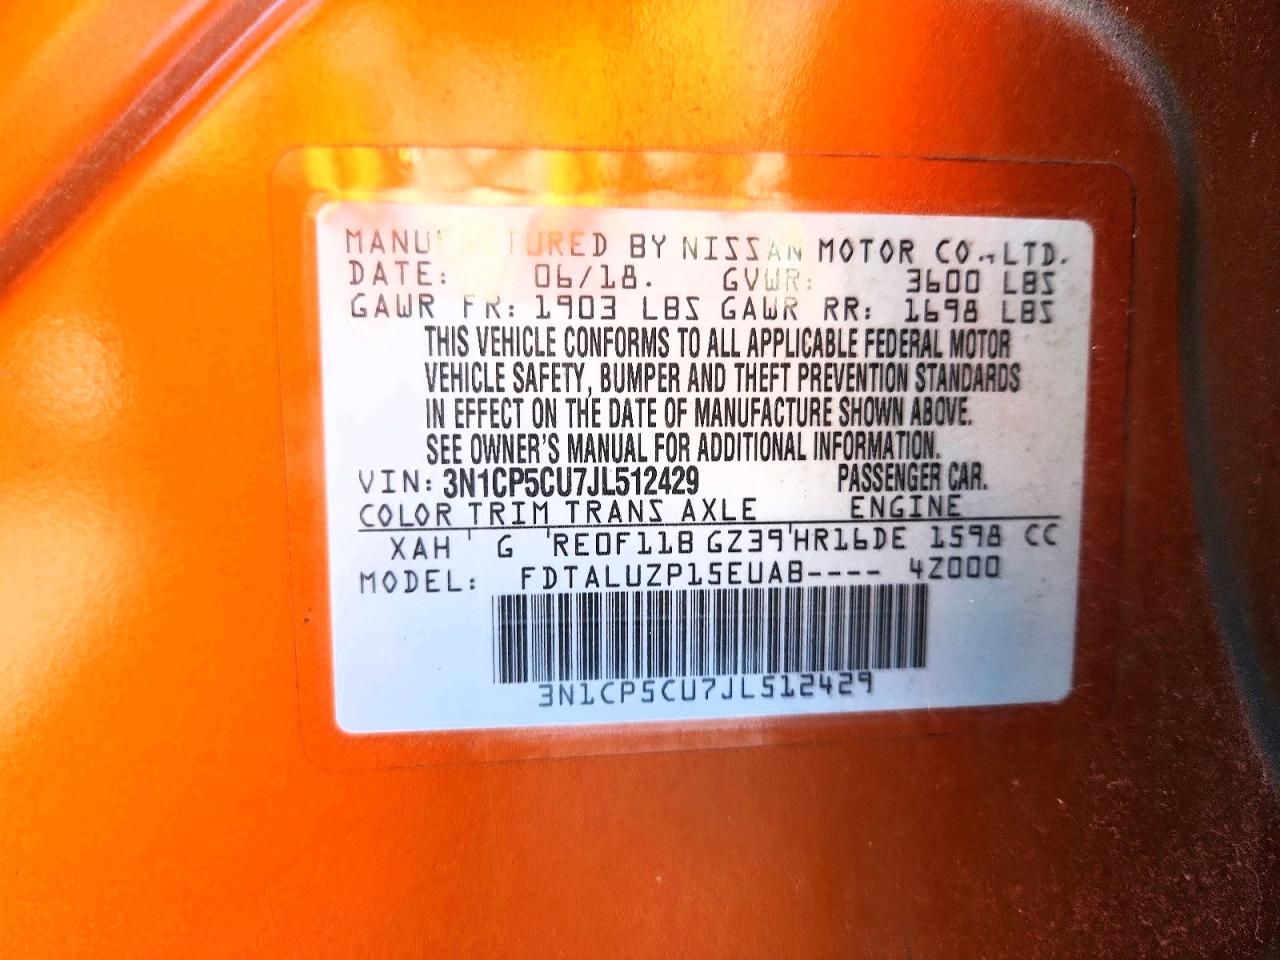 MANUFACTURED BY NISSAN MOTOR CO., LTD.
DATE: 06/18. GVWR: 3600 LBS
GAWR FR: 1903 LBS GAWR RR: 1698 LBS
THIS VEHICLE CONFORMS TO ALL APPLICABLE FEDERAL MOTOR
VEHICLE SAFETY, BUMPER AND THEFT PREVENTION STANDARDS
IN EFFECT ON THE DATE OF MANUFACTURE SHOWN ABOVE.
SEE OWNER'S MANUAL FOR ADDITIONAL INFORMATION.
VIN: 3N1CP5CU7JL512429 PASSENGER CAR.
COLOR TRIM TRANS AXLE ENGINE
XAH ' G 'RE0F11B GZ39'HR16DE 1598 CC
MODEL: FDTALUZP15EUAB---- 4Z000
3N1CP5CU7JL512429